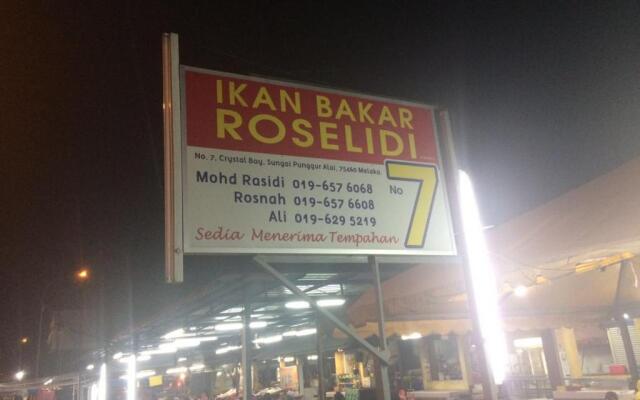 IKAN BAKAR
ROSELIDI
No. 7, Crystal Bay, Sungai Punggur Alai, 75460 Melaka.
Mohd Rasidi 019-657 6068
Rosnah 019-657 6608
Ali 019-629 5219
No 7
Sedia Menerima Tempahan